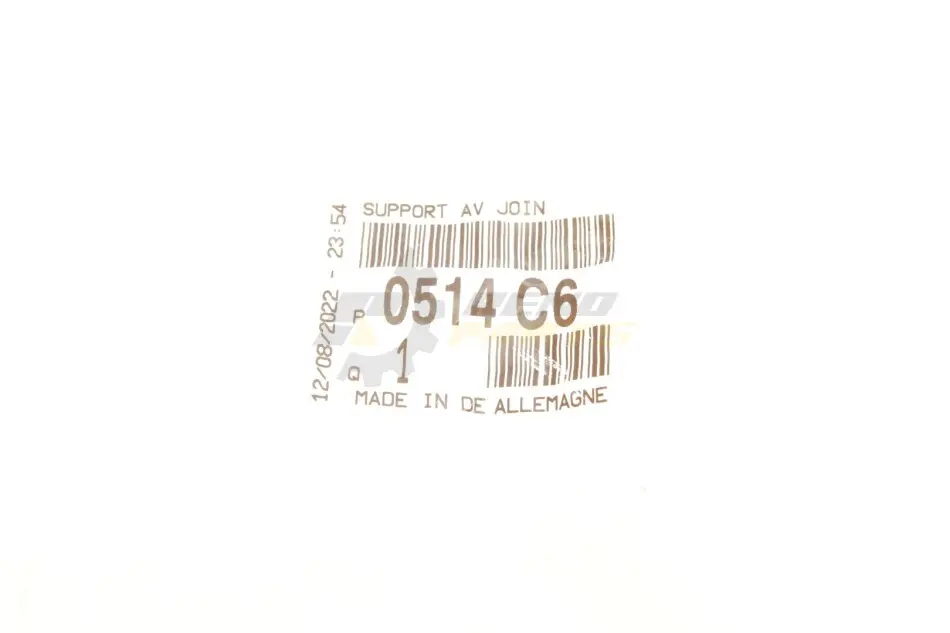 SUPPORT AV JOIN
12/08/2022 - 23:54
P 0514 C6
Q 1
MADE IN DE ALLEMAGNE